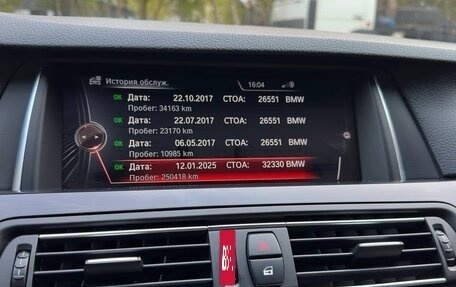 История обслуж.
16:04
OK Дата: 22.10.2017 СТОА: 26551 BMW
Пробег: 34163 km
OK Дата: 22.07.2017 СТОА: 26551 BMW
Пробег: 23170 km
OK Дата: 06.05.2017 СТОА: 26551 BMW
Пробег: 10985 km
OK Дата: 12.01.2025 СТОА: 32330 BMW
Пробег: 250418 km